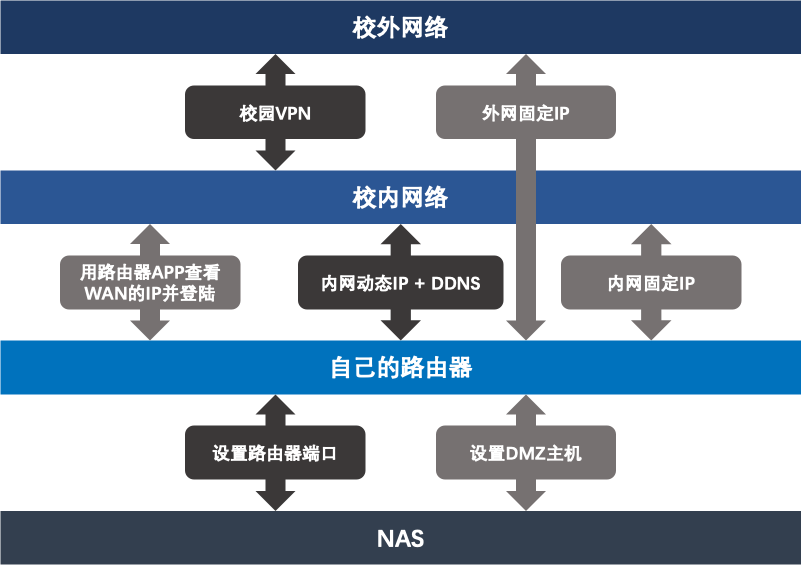 校外网络
校园VPN
外网固定IP
校内网络
用路由器APP查看
WAN的IP并登陆
内网动态IP + DDNS
内网固定IP
自己的路由器
设置路由器端口
设置DMZ主机
NAS